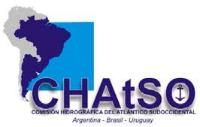 CHAtSO
COMISIÓN HIDROGRÁFICA del ATLÁNTICO SUDOCCIDENTAL
Argentina - Brasil - Uruguay